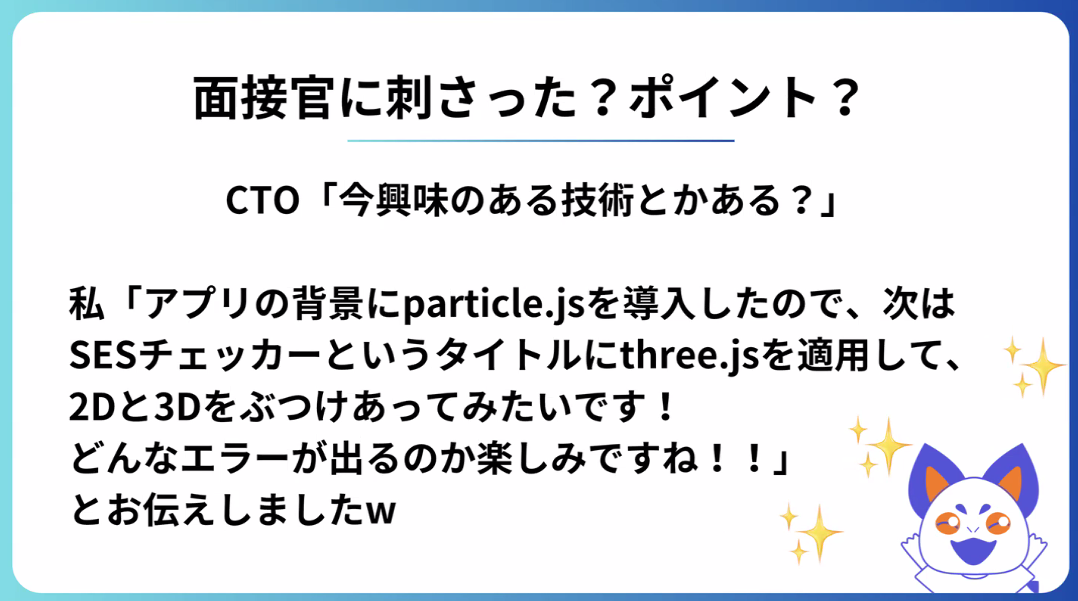 面接官に刺さった？ポイント？
CTO「今興味のある技術とかある？」
私「アプリの背景にparticle.jsを導入したので、次は
SESチェッカーというタイトルにthree.jsを適用して、
2Dと3Dをぶつけあってみたいです！
どんなエラーが出るのか楽しみですね！！」
とお伝えしましたw